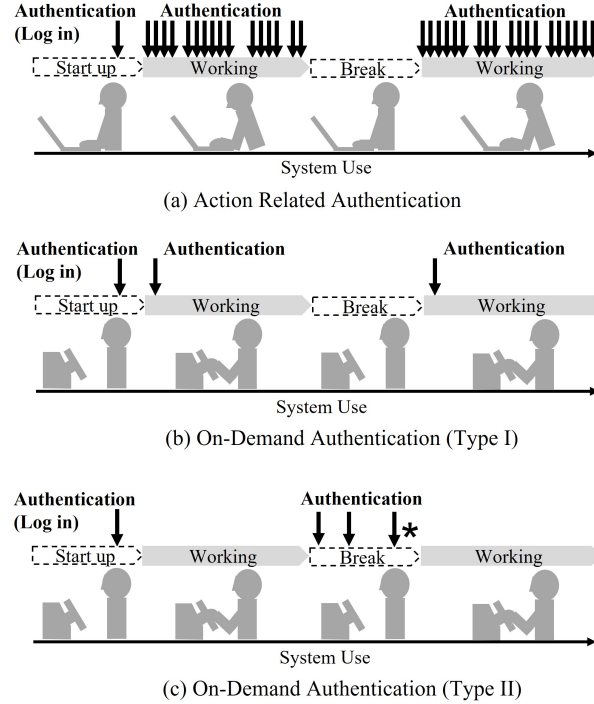 Authentication
(Log in)
Authentication
Authentication
Start up
Working
Break
Working
System Use
(a) Action Related Authentication
Authentication
(Log in)
Authentication
Authentication
Start up
Working
Break
Working
System Use
(b) On-Demand Authentication (Type I)
Authentication
(Log in)
Authentication
*
Start up
Working
Break
Working
System Use
(c) On-Demand Authentication (Type II)